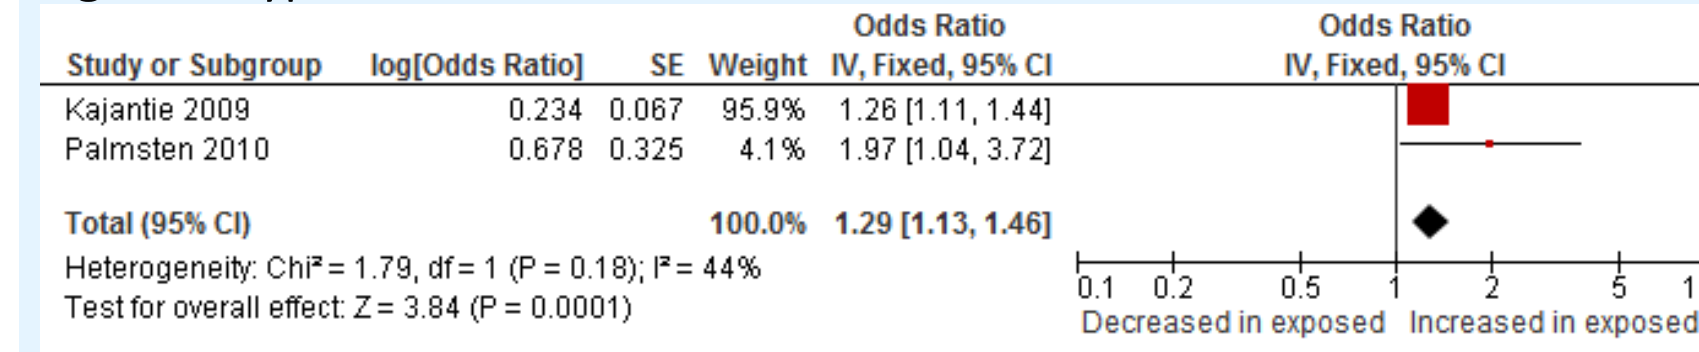 Odds Ratio Odds Ratio
Study or Subgroup log[Odds Ratio] SE Weight IV, Fixed, 95% CI IV, Fixed, 95% CI
Kajantie 2009 0.234 0.067 95.9% 1.26 [1.11, 1.44]
Palmsten 2010 0.678 0.325 4.1% 1.97 [1.04, 3.72]
Total (95% CI) 100.0% 1.29 [1.13, 1.46]
Heterogeneity: Chi² = 1.79, df = 1 (P = 0.18); I² = 44%
Test for overall effect: Z = 3.84 (P = 0.0001)
0.1 0.2 0.5 1 2 5
Decreased in exposed Increased in exposed